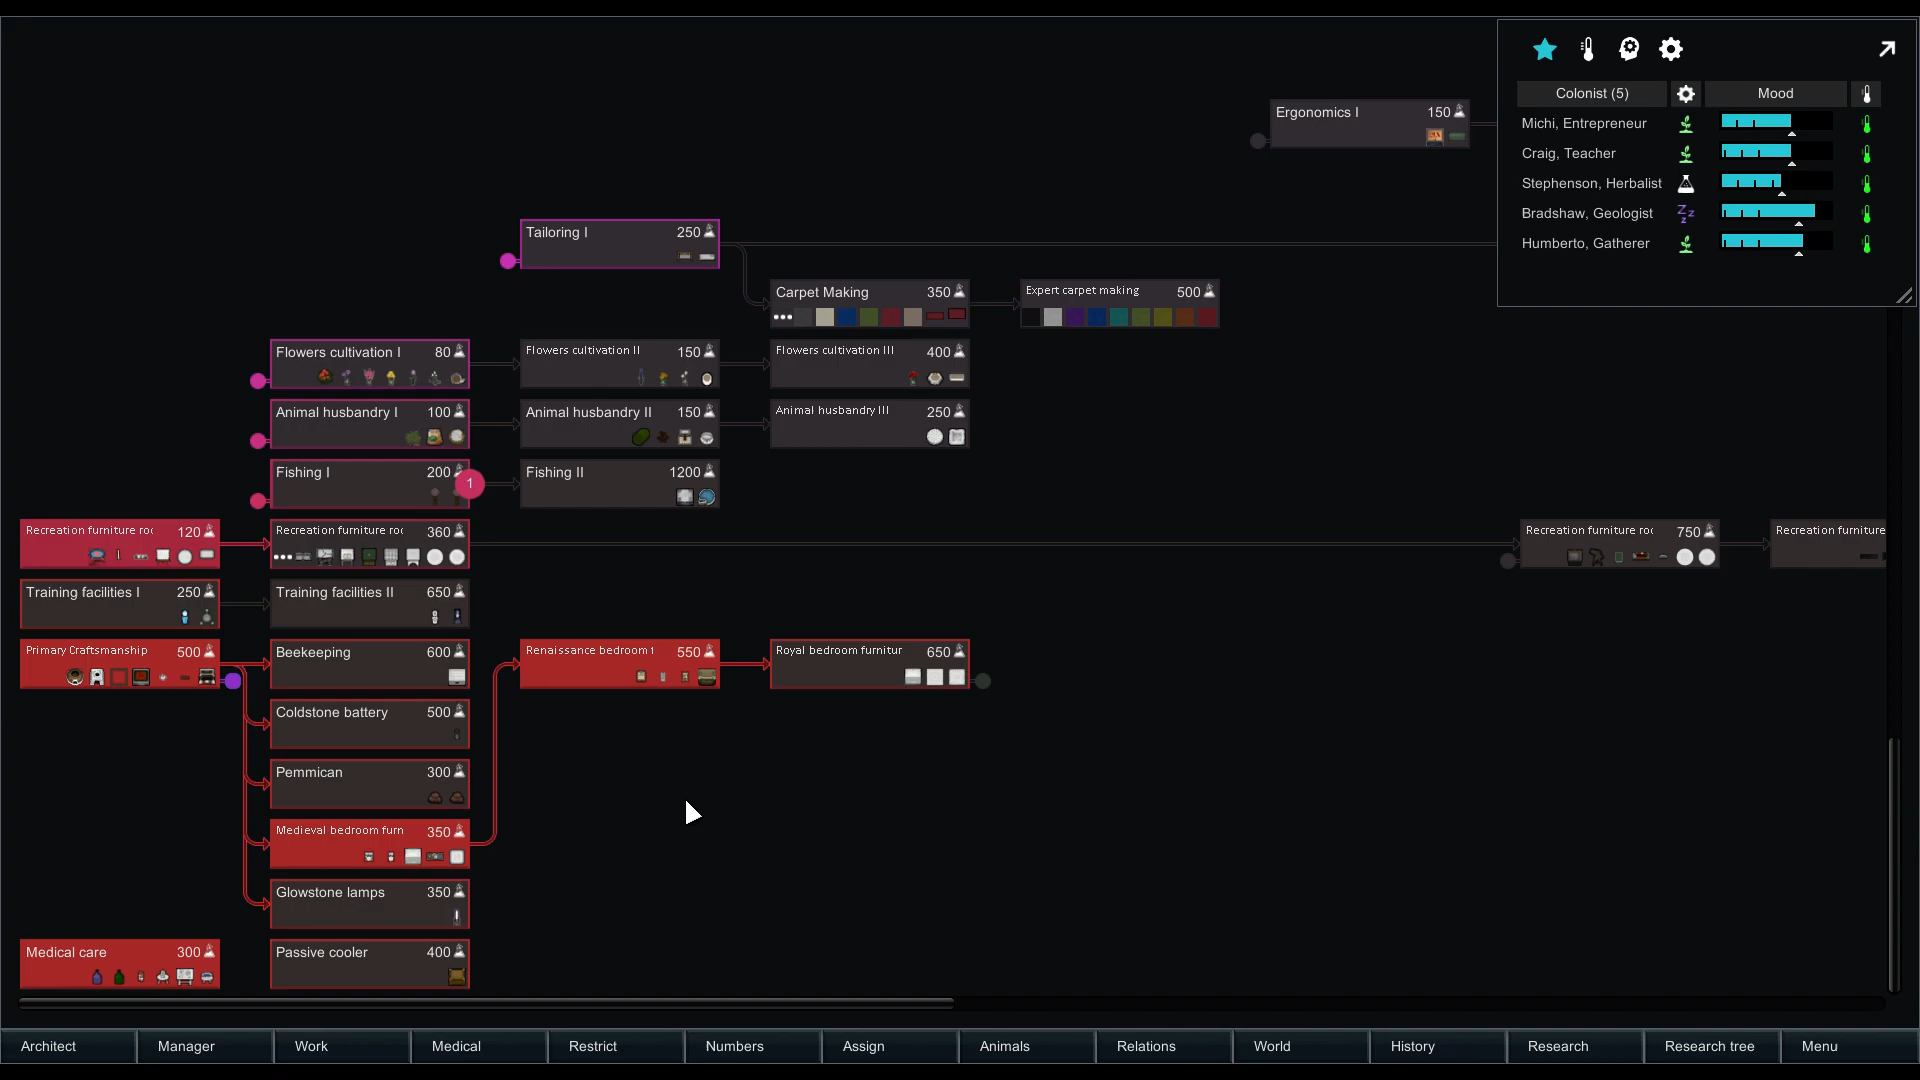 Colonist (5)
Mood
Michi, Entrepreneur
Craig, Teacher
Stephenson, Herbalist
Bradshaw, Geologist
Humberto, Gatherer
Ergonomics I 150
Tailoring I 250
Carpet Making 350
Expert carpet making 500
Flowers cultivation I 80
Flowers cultivation II 150
Flowers cultivation III 400
Animal husbandry I 100
Animal husbandry II 150
Animal husbandry III 250
Fishing I 200
1
Fishing II 1200
Recreation furniture 120
Recreation furniture 360
Recreation furniture 750
Recreation furniture
Training facilities I 250
Training facilities II 650
Primary Craftsmanship 500
Beekeeping 600
Renaissance bedroom 550
Royal bedroom furnitur 650
Coldstone battery 500
Pemmican 300
Medieval bedroom furn 350
Glowstone lamps 350
Medical care 300
Passive cooler 400
Architect
Manager
Work
Medical
Restrict
Numbers
Assign
Animals
Relations
World
History
Research
Research tree
Menu